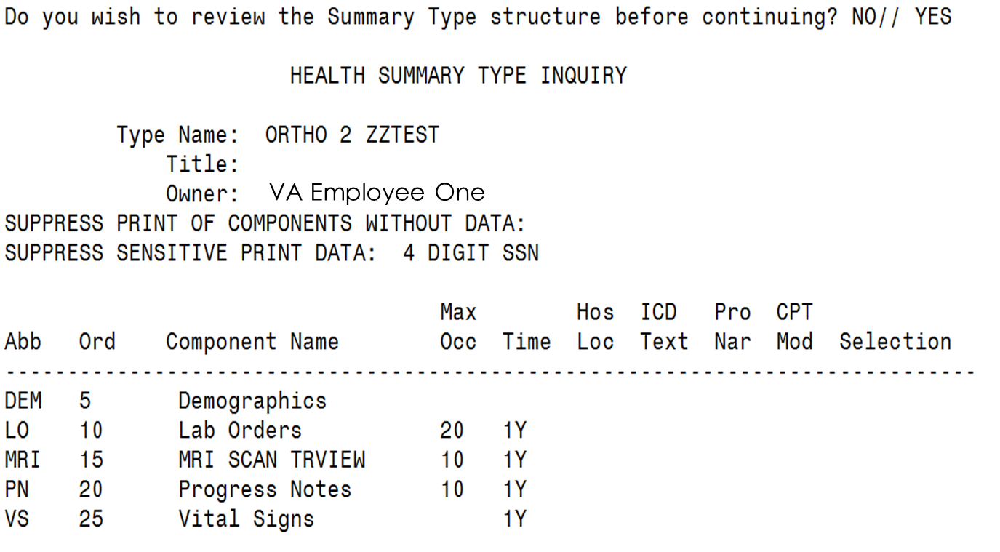 Do you wish to review the Summary Type structure before continuing? NO// YES
HEALTH SUMMARY TYPE INQUIRY
Type Name: ORTHO 2 ZZTEST
Title:
Owner: VA Employee One
SUPPRESS PRINT OF COMPONENTS WITHOUT DATA:
SUPPRESS SENSITIVE PRINT DATA: 4 DIGIT SSN
Max Hos ICD Pro CPT
Abb Ord Component Name Occ Time Loc Text Nar Mod Selection
-------------------------------------------------------------------------------
DEM 5 Demographics
LO 10 Lab Orders 20 1Y
MRI 15 MRI SCAN TRVIEW 10 1Y
PN 20 Progress Notes 10 1Y
VS 25 Vital Signs 1Y